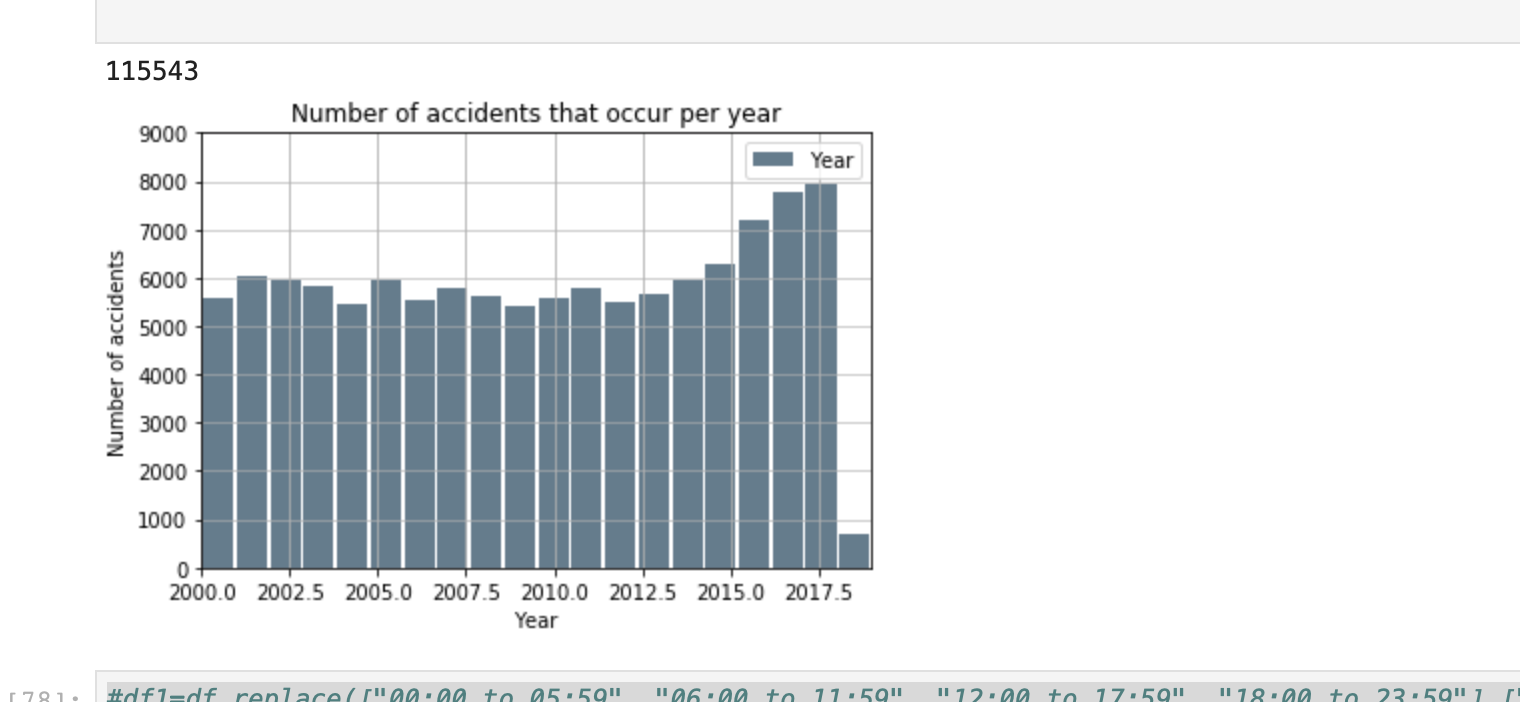 115543
Number of accidents that occur per year
9000
8000
7000
6000
5000
4000
3000
2000
1000
0
Number of accidents
Year
2000.0 2002.5 2005.0 2007.5 2010.0 2012.5 2015.0 2017.5
Year
[78]: #df1=df.replace(["00:00 to 05:59", "06:00 to 11:59", "12:00 to 17:59", "18:00 to 23:59"],["